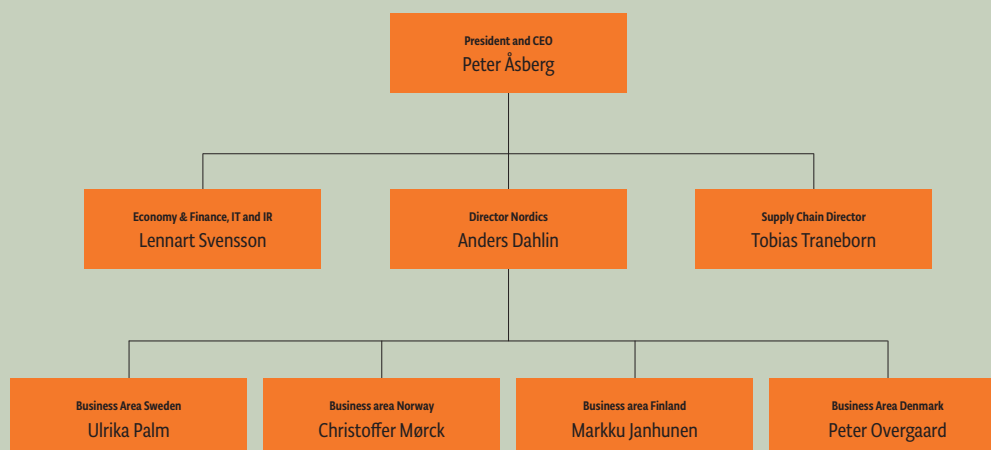 President and CEO
Peter Åsberg
Economy & Finance, IT and IR
Lennart Svensson
Director Nordics
Anders Dahlin
Supply Chain Director
Tobias Traneborn
Business Area Sweden
Ulrika Palm
Business area Norway
Christoffer Mørck
Business area Finland
Markku Janhunen
Business Area Denmark
Peter Overgaard